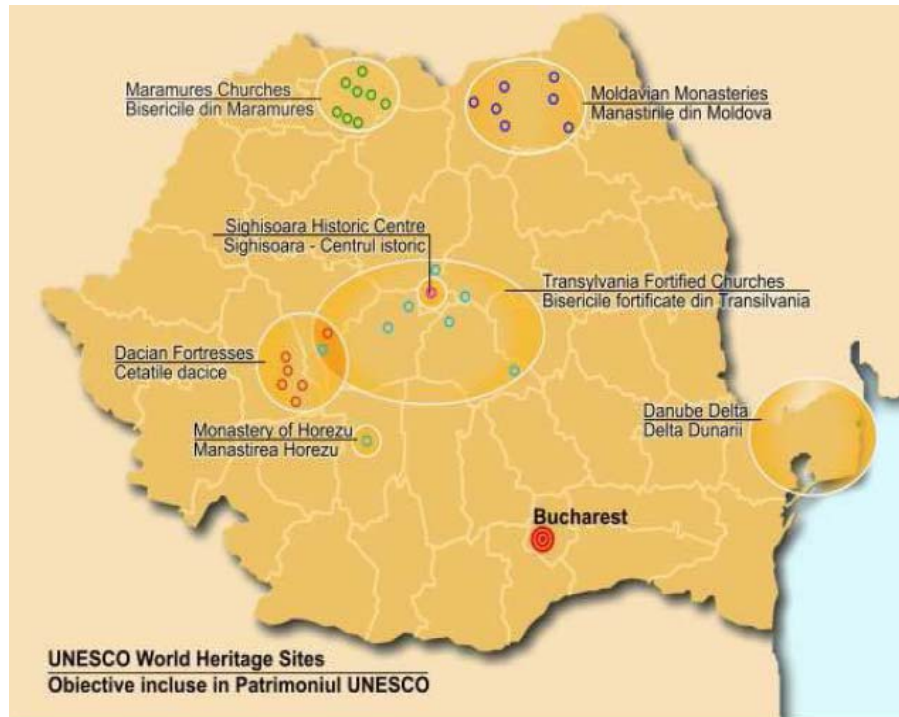 Maramures Churches
Bisericile din Maramures
Moldavian Monasteries
Manastirile din Moldova
Sighisoara Historic Centre
Sighisoara - Centrul istoric
Transylvania Fortified Churches
Bisericile fortificate din Transilvania
Dacian Fortresses
Cetatile dacice
Danube Delta
Delta Dunarii
Monastery of Horezu
Manastirea Horezu
Bucharest
UNESCO World Heritage Sites
Obiective incluse in Patrimoniul UNESCO